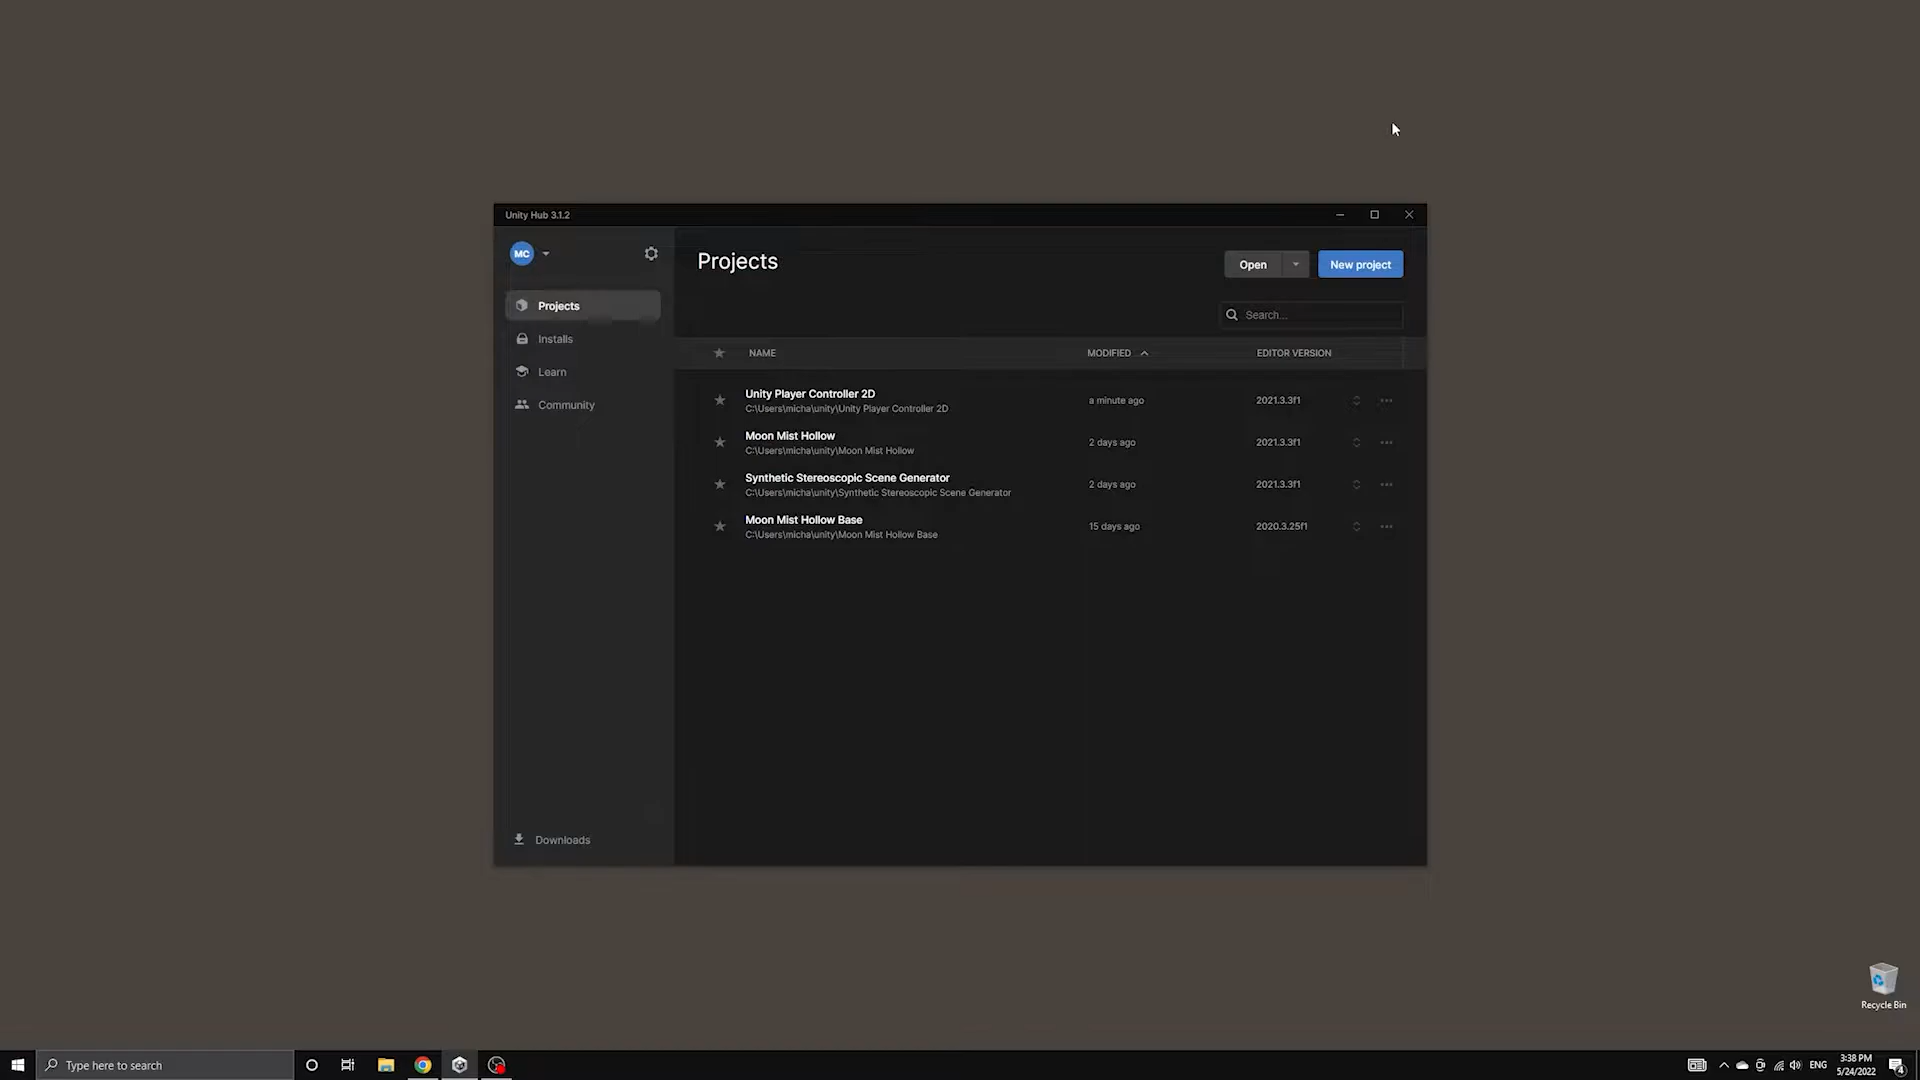 Unity Hub 3.1.2
MC
Projects
Open
New project
Projects
Search...
Installs
NAME
MODIFIED
EDITOR VERSION
Learn
Unity Player Controller 2D
C:\Users\micha\unity\Unity Player Controller 2D
a minute ago
2021.3.3f1
Community
Moon Mist Hollow
C:\Users\micha\unity\Moon Mist Hollow
2 days ago
2021.3.3f1
Synthetic Stereoscopic Scene Generator
C:\Users\micha\unity\Synthetic Stereoscopic Scene Generator
2 days ago
2021.3.3f1
Moon Mist Hollow Base
C:\Users\micha\unity\Moon Mist Hollow Base
15 days ago
2020.3.25f1
Downloads
Recycle Bin
Type here to search
ENG
3:38 PM
5/24/2022
4